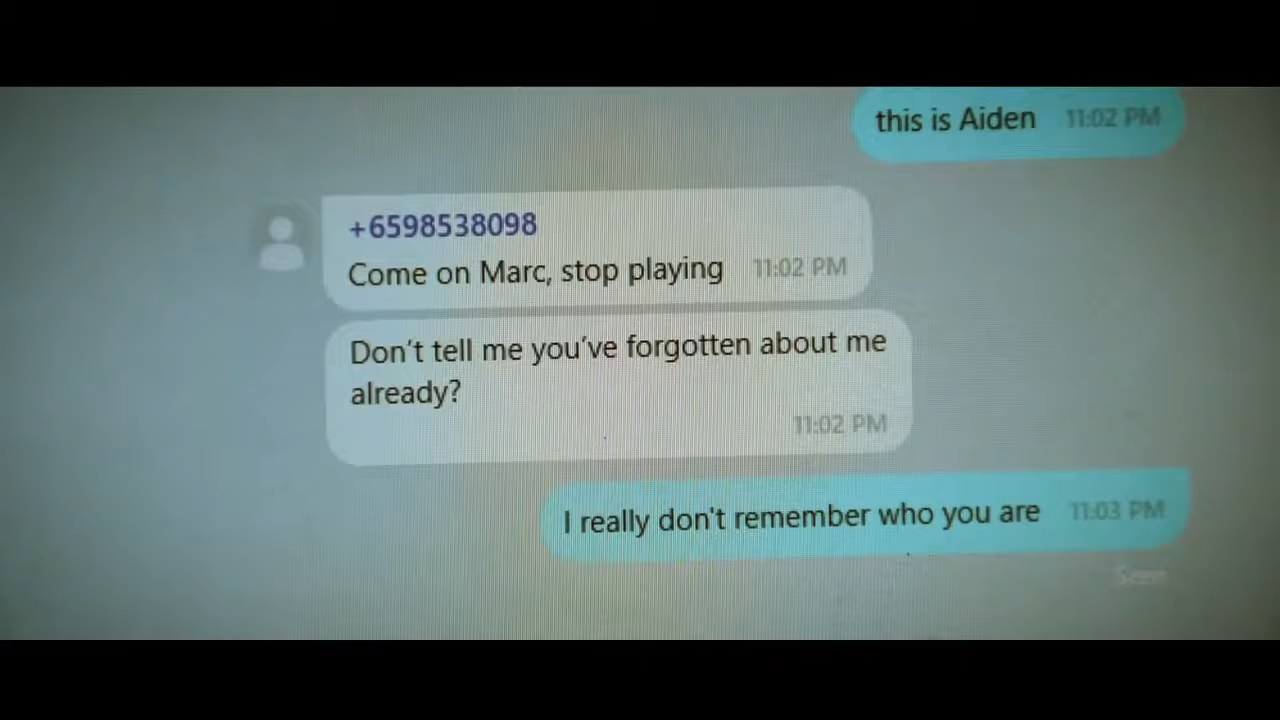 this is Aiden 11:02 PM
+6598538098
Come on Marc, stop playing 11:02 PM
Don't tell me you've forgotten about me
already?
11:02 PM
I really don't remember who you are 11:03 PM
Seen